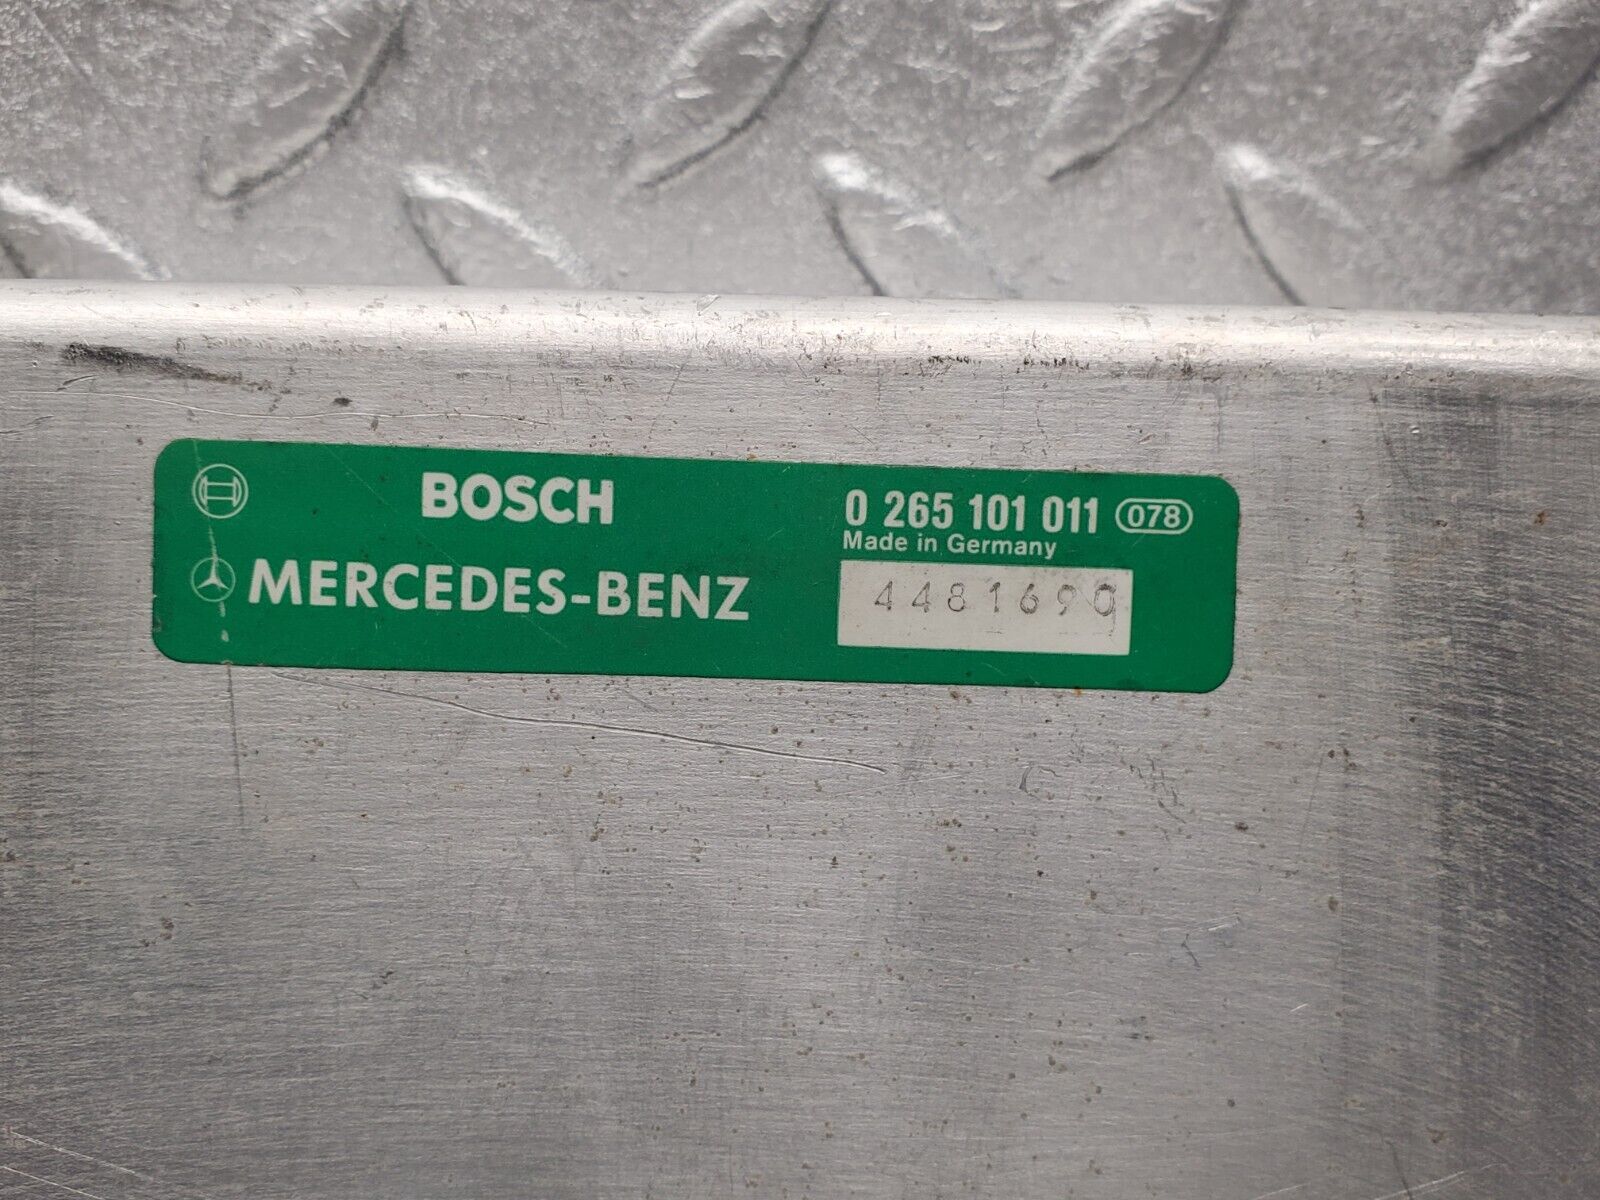 BOSCH
MERCEDES-BENZ
0 265 101 011 078
Made in Germany
4481690